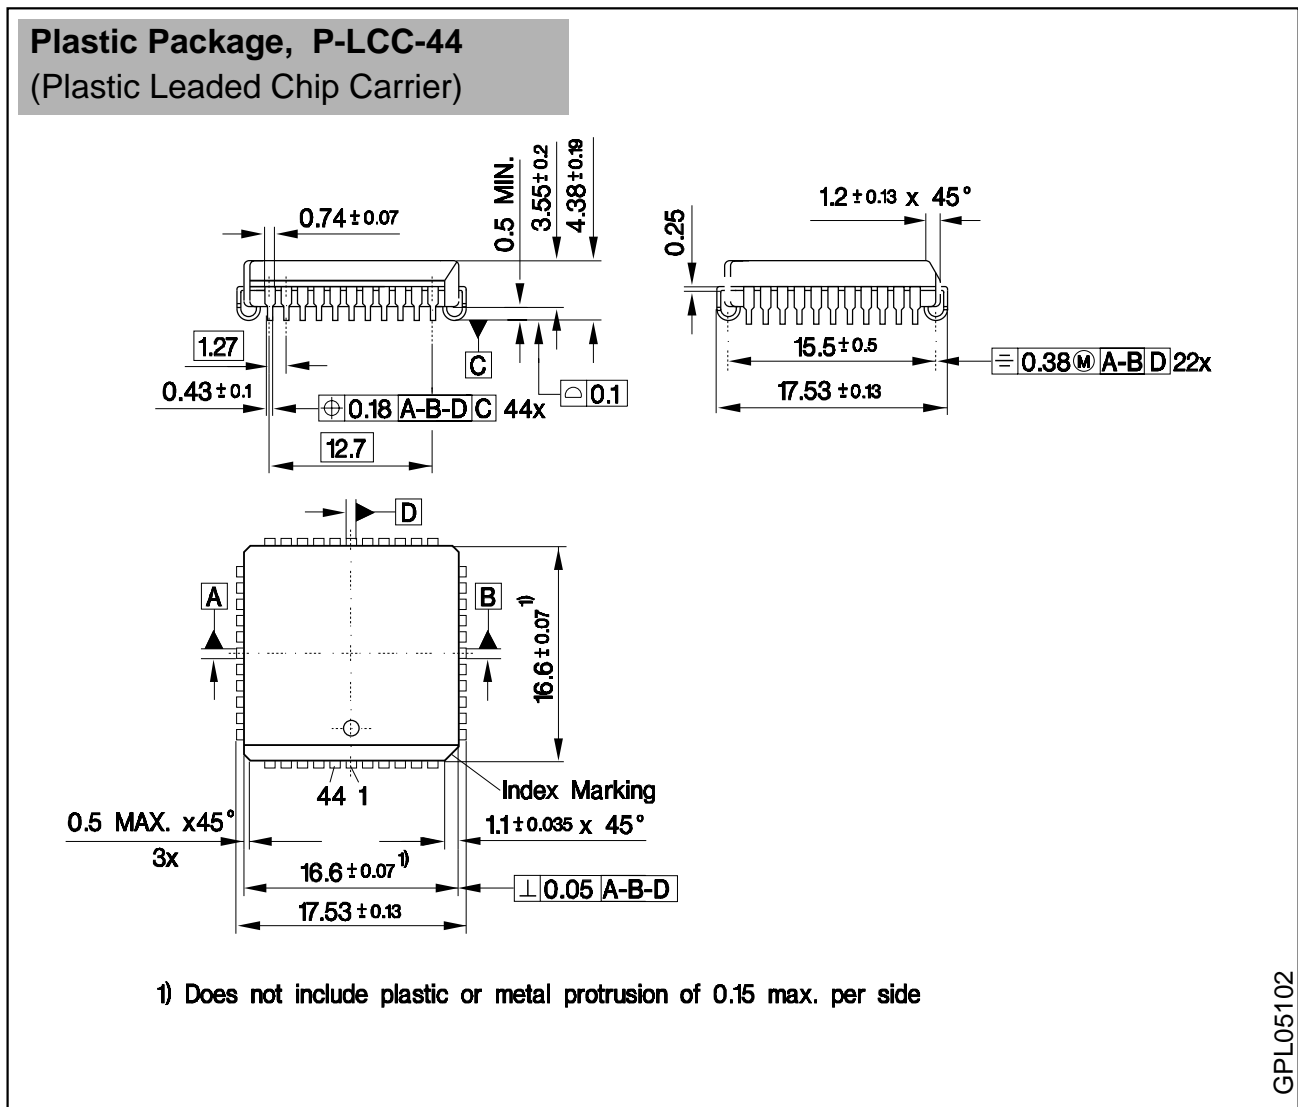 Plastic Package, P-LCC-44
(Plastic Leaded Chip Carrier)
0.74 ± 0.07
0.5 MIN.
3.55 ± 0.2
4.38 ± 0.19
1.27
0.43 ± 0.1
C
⌖ 0.18 A-B-D C 44x
⌓ 0.1
12.7
1.2 ± 0.13 x 45°
0.25
15.5 ± 0.5
⌯ 0.38 Ⓜ A-B D 22x
17.53 ± 0.13
D
A
B
16.6 ± 0.07 1)
44 1
Index Marking
0.5 MAX. x45°
3x
1.1 ± 0.035 x 45°
16.6 ± 0.07 1)
⊥ 0.05 A-B-D
17.53 ± 0.13
1) Does not include plastic or metal protrusion of 0.15 max. per side
GPL05102